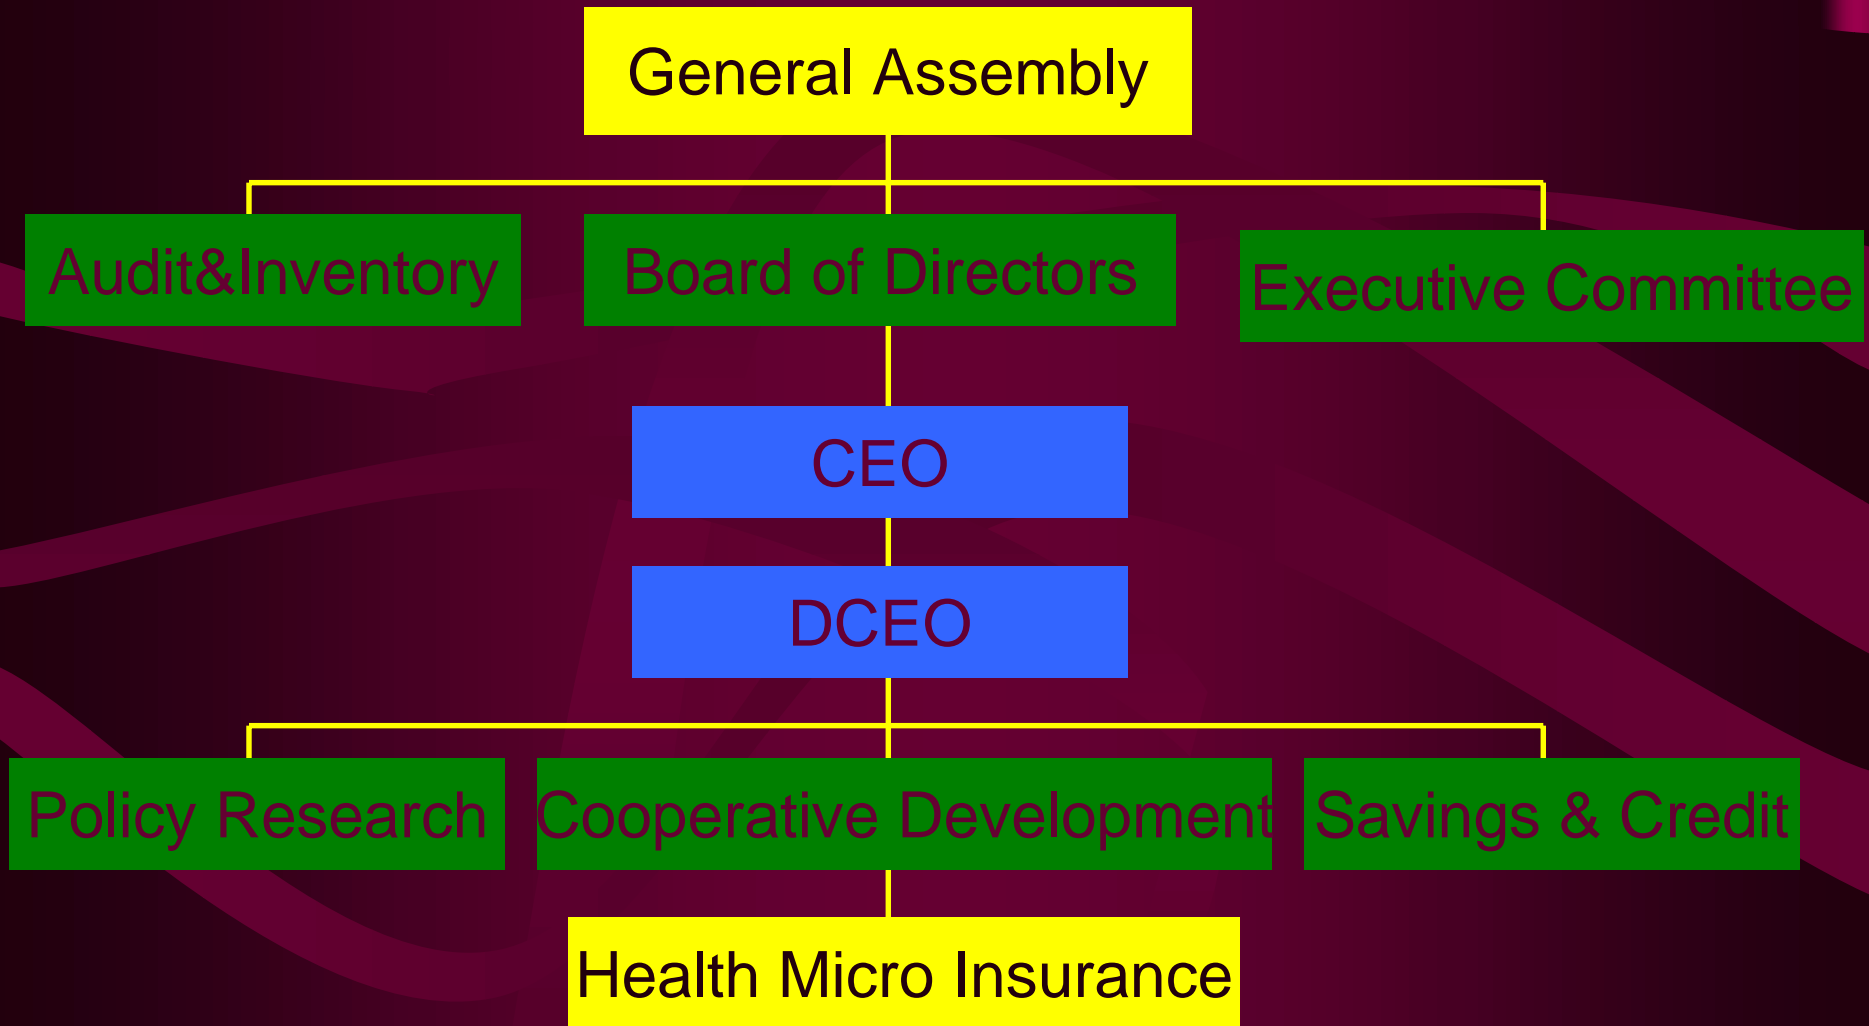 General Assembly
Audit&Inventory
Board of Directors
Executive Committee
CEO
DCEO
Policy Research
Cooperative Development
Savings & Credit
Health Micro Insurance